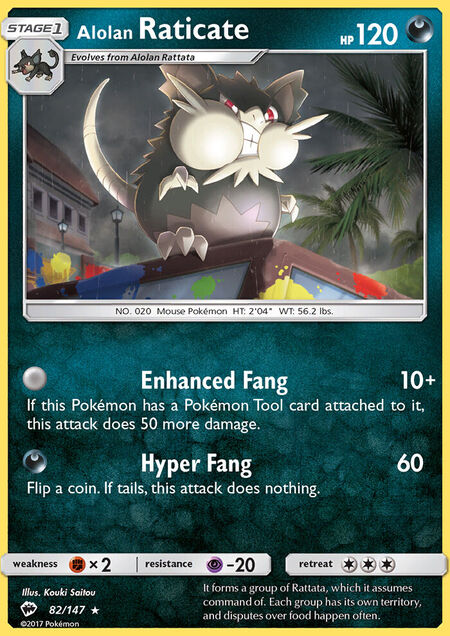 STAGE 1
Alolan Raticate
HP 120
Evolves from Alolan Rattata
NO. 020 Mouse Pokémon HT: 2'04" WT: 56.2 lbs.
Enhanced Fang 10+
If this Pokémon has a Pokémon Tool card attached to it,
this attack does 50 more damage.
Hyper Fang 60
Flip a coin. If tails, this attack does nothing.
weakness ×2 resistance -20 retreat
Illus. Kouki Saitou
82/147 ★
©2017 Pokémon
It forms a group of Rattata, which it assumes
command of. Each group has its own territory,
and disputes over food happen often.